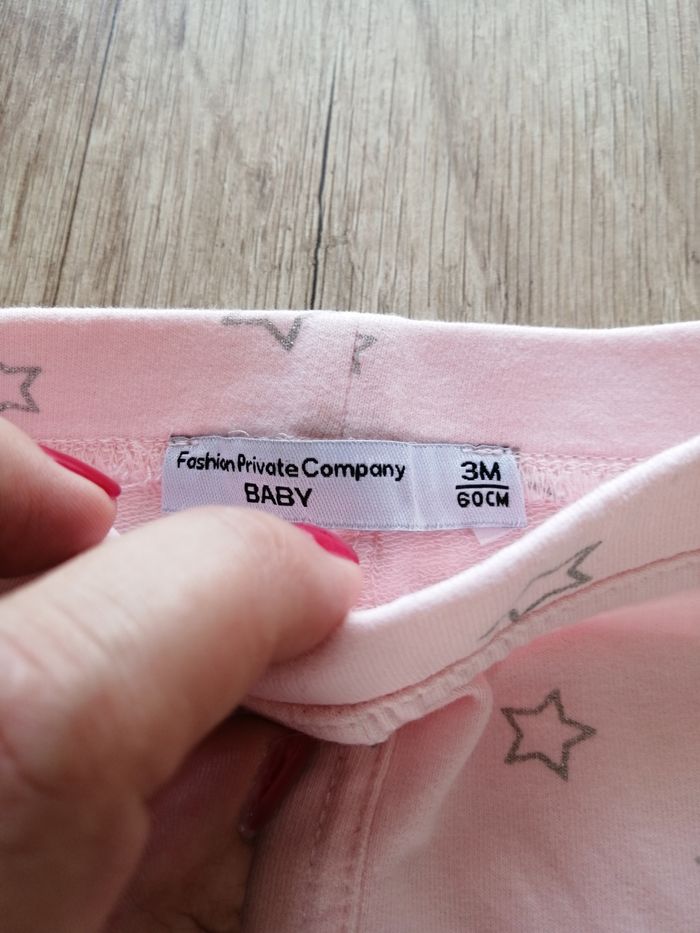 Fashion Private Company
BABY
3M
60CM